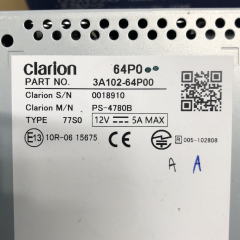 clarion 64P0
PART NO. 3A102-64P00
Clarion S/N 0018910
Clarion M/N PS-4780B
TYPE 77S0 12V 5A MAX
E13 10R-06 15675
R 005-102808
A A